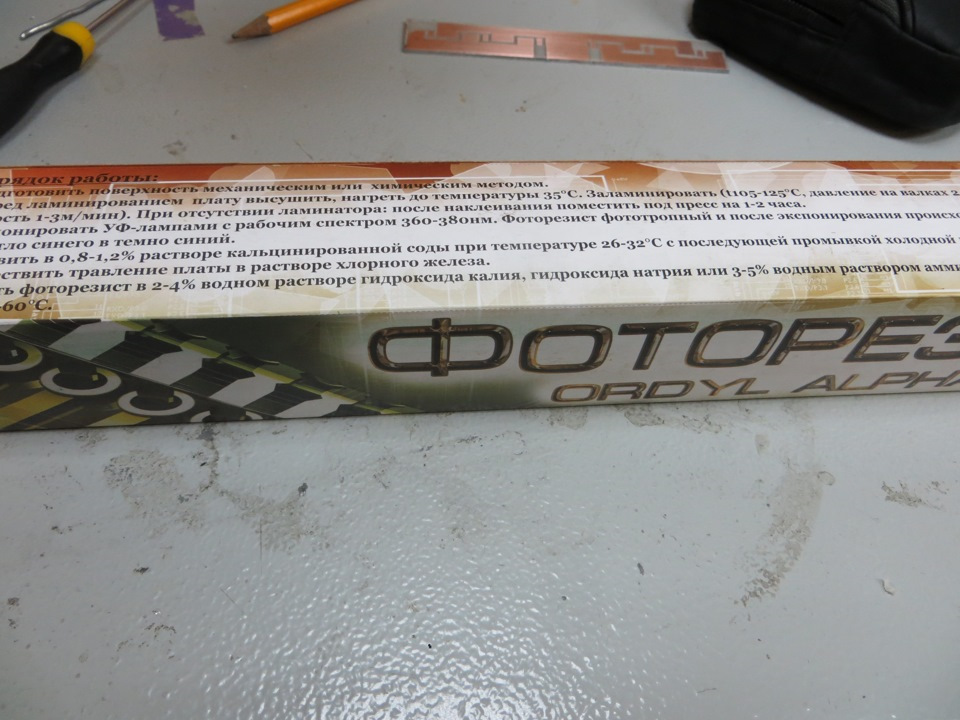 рядок работы:
дготовить поверхность механическим или химическим методом.
ред ламинированием плату высушить, нагреть до температуры 35°С. Заламинировать (1105-125°С, давление на валках 2,
ость 1-3м/мин). При отсутствии ламинатора: после наклеивания поместить под пресс на 1-2 часа.
понировать УФ-лампами с рабочим спектром 360-380нм. Фоторезист фототропный и после экспонирования происхо
тло синего в темно синий.
вить в 0,8-1,2% растворе кальцинированной соды при температуре 26-32°С с последующей промывкой холодной
ествить травление платы в растворе хлорного железа.
ть фоторезист в 2-4% водном растворе гидроксида калия, гидроксида натрия или 3-5% водным раствором амми
-60°С.
ФОТОРЕЗ
ORDYL ALPHA